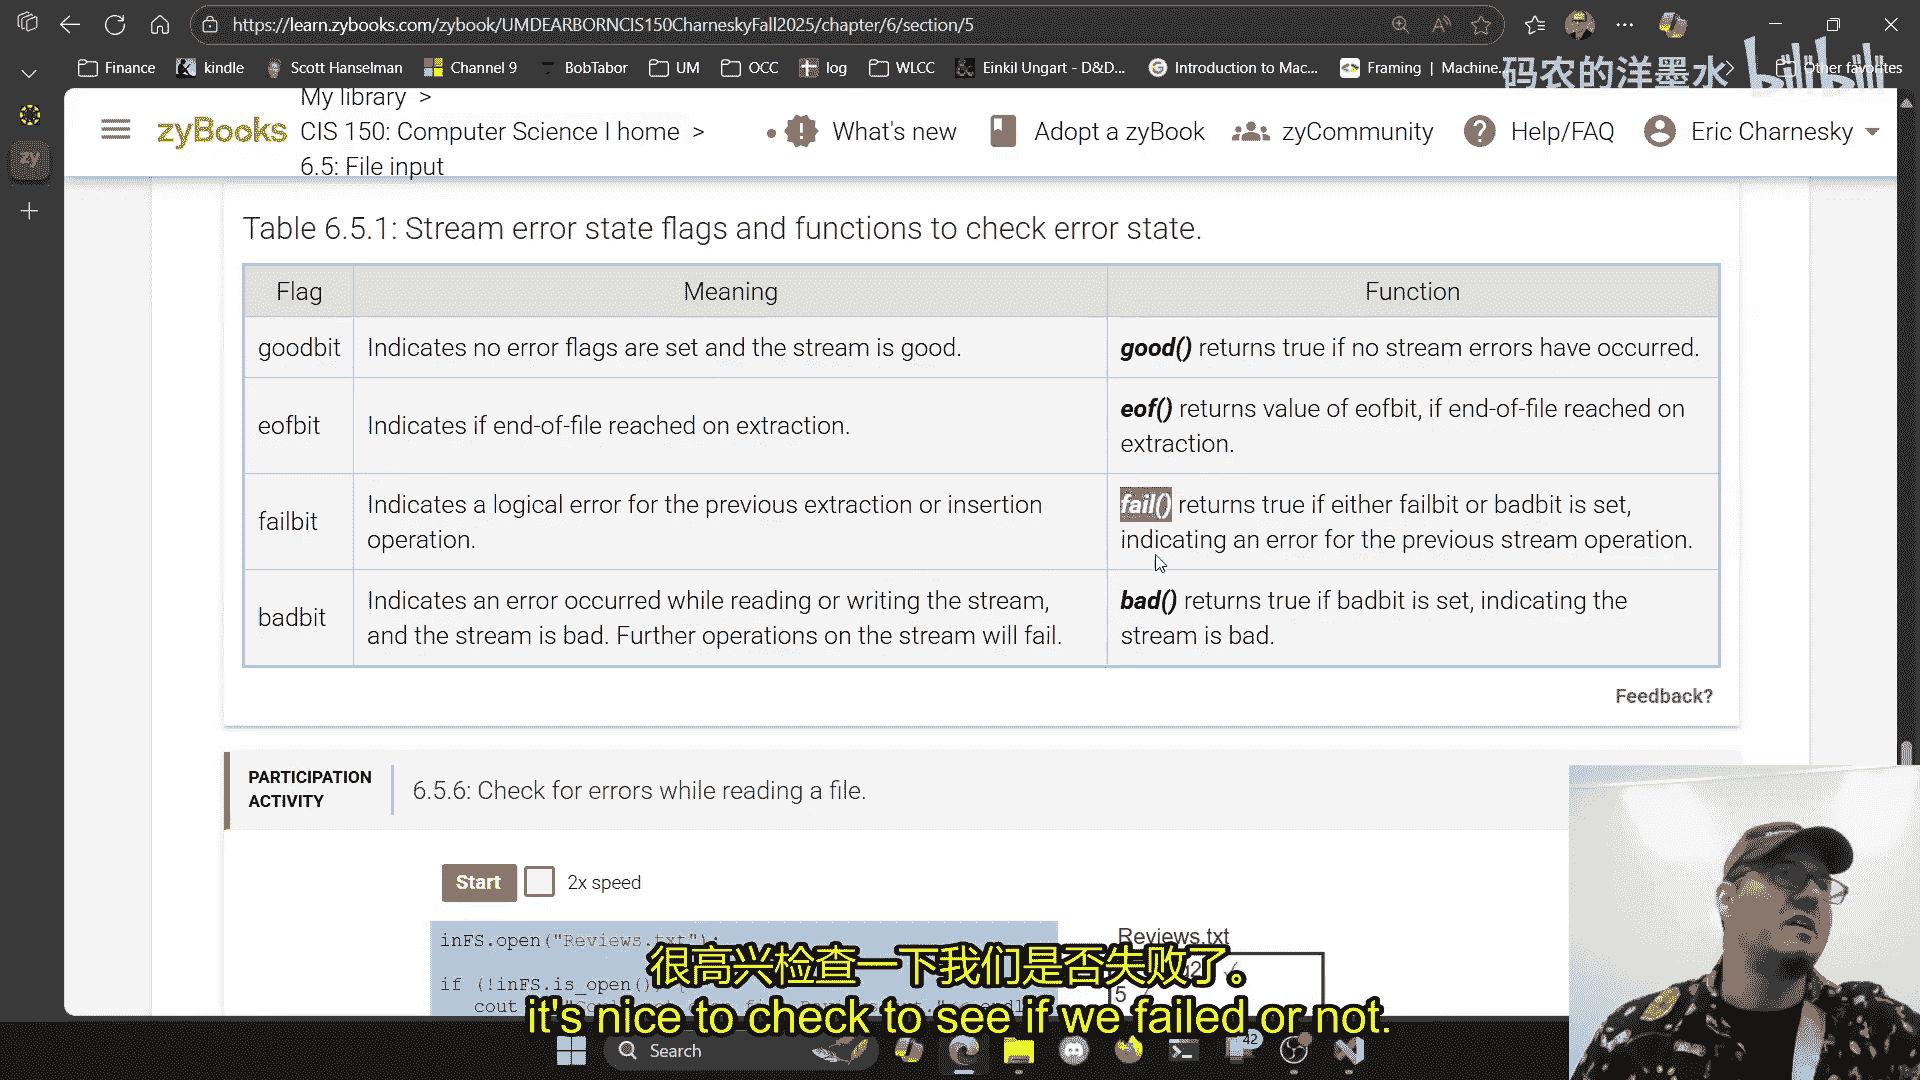 https://learn.zybooks.com/zybook/UMDEARBORNCIS150CharneskyFall2025/chapter/6/section/5
Finance
kindle
Scott Hanselman
Channel 9
BobTabor
UM
OCC
log
WLCC
Einkil Ungart - D&D...
Introduction to Mac...
Framing | Machine...
Other favorites
码农的洋墨水
bilibili
zyBooks
My library >
CIS 150: Computer Science I home >
6.5: File input
What's new
Adopt a zyBook
zyCommunity
Help/FAQ
Eric Charnesky
zy
Table 6.5.1: Stream error state flags and functions to check error state.
Flag
Meaning
Function
goodbit
Indicates no error flags are set and the stream is good.
good() returns true if no stream errors have occurred.
eofbit
Indicates if end-of-file reached on extraction.
eof() returns value of eofbit, if end-of-file reached on
extraction.
failbit
Indicates a logical error for the previous extraction or insertion
operation.
fail() returns true if either failbit or badbit is set,
indicating an error for the previous stream operation.
badbit
Indicates an error occurred while reading or writing the stream,
and the stream is bad. Further operations on the stream will fail.
bad() returns true if badbit is set, indicating the
stream is bad.
Feedback?
PARTICIPATION
ACTIVITY
6.5.6: Check for errors while reading a file.
Start
2x speed
inFS.open("Reviews.txt");
if (!inFS.is_open()
cout
Reviews.txt
5
很高兴检查一下我们是否失败了。
it's nice to check to see if we failed or not.
Search
42